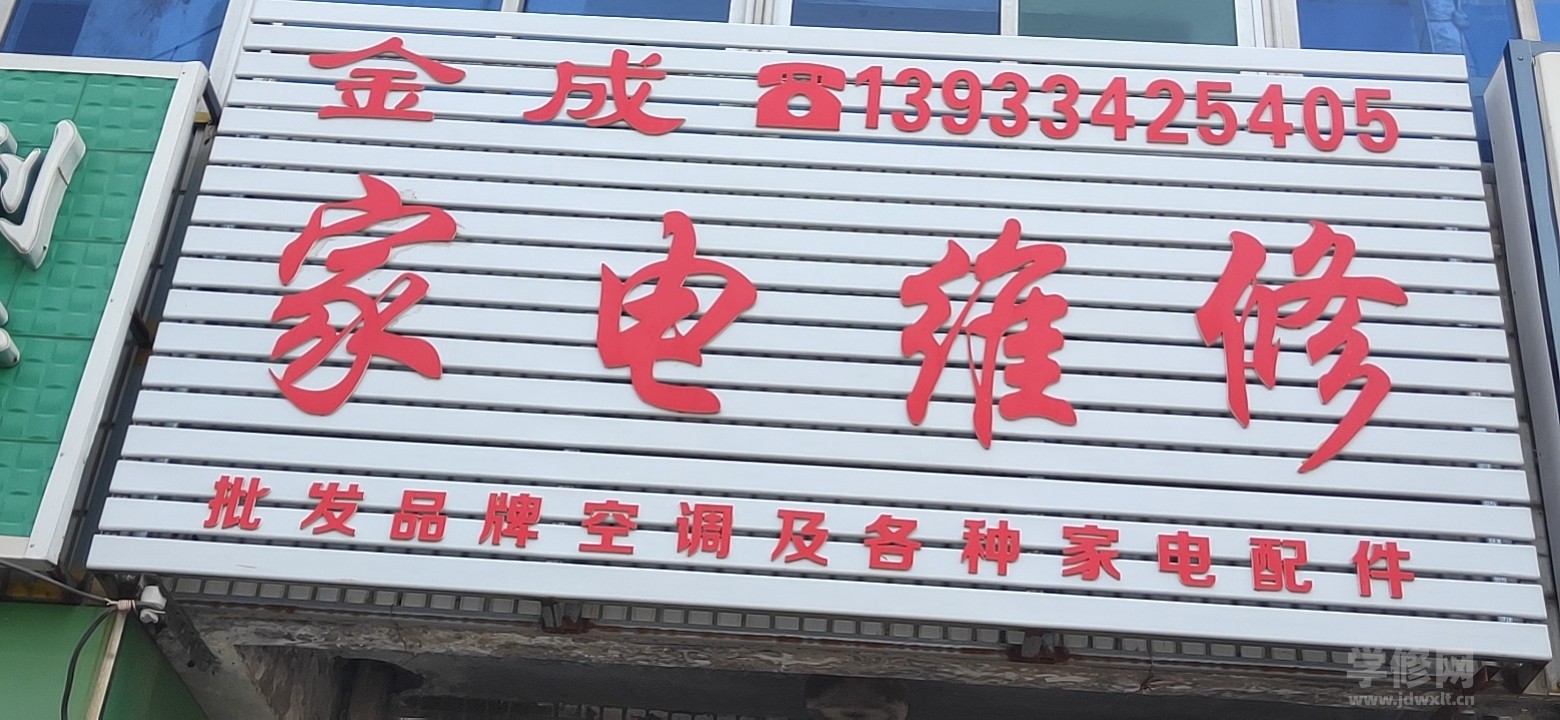 金成 ☎13933425405
家电维修
批发品牌空调及各种家电配件
学修网
www.jdwxlt.cn